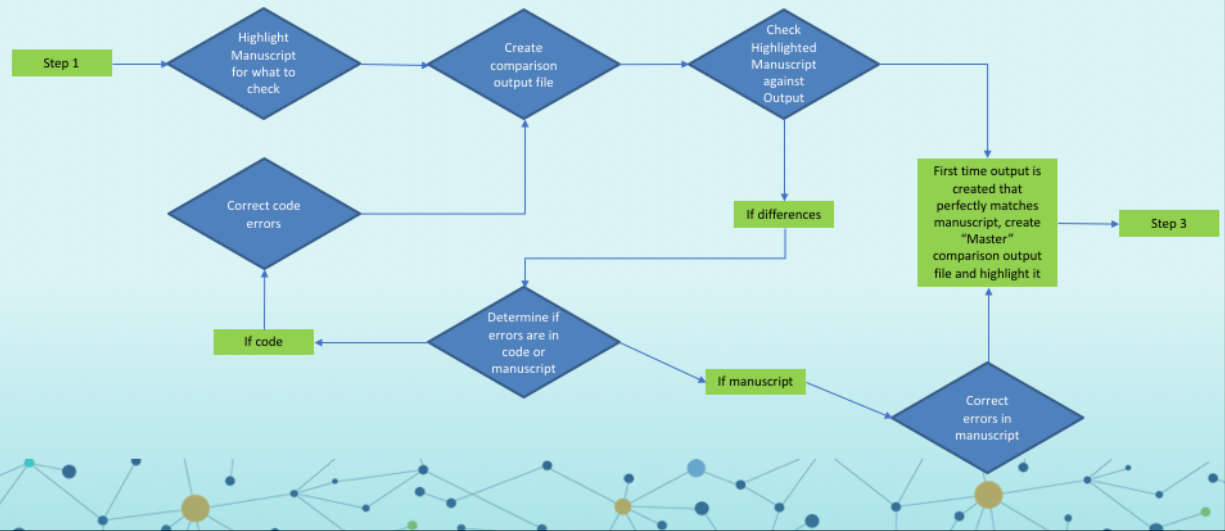 Step 1
Highlight
Manuscript
for what to
check
Create
comparison
output file
Check
Highlighted
Manuscript
against
Output
First time output is
created that
perfectly matches
manuscript, create
“Master”
comparison output
file and highlight it
Step 3
If differences
Correct code
errors
If code
Determine if
errors are in
code or
manuscript
If manuscript
Correct
errors in
manuscript